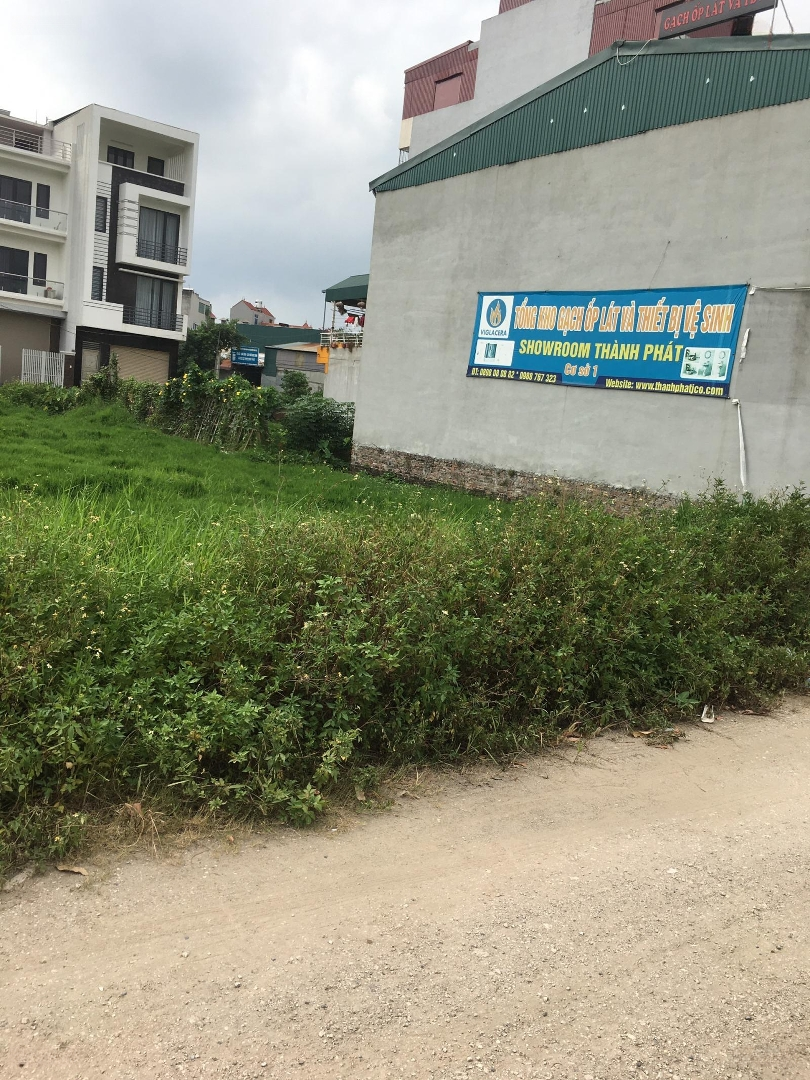 GẠCH ỐP LÁT VÀ
TỔNG KHO GẠCH ỐP LÁT VÀ THIẾT BỊ VỆ SINH
VIGLACERA
SHOWROOM THÀNH PHÁT
Cơ sở 1
Website: www.thanhphatjco.com